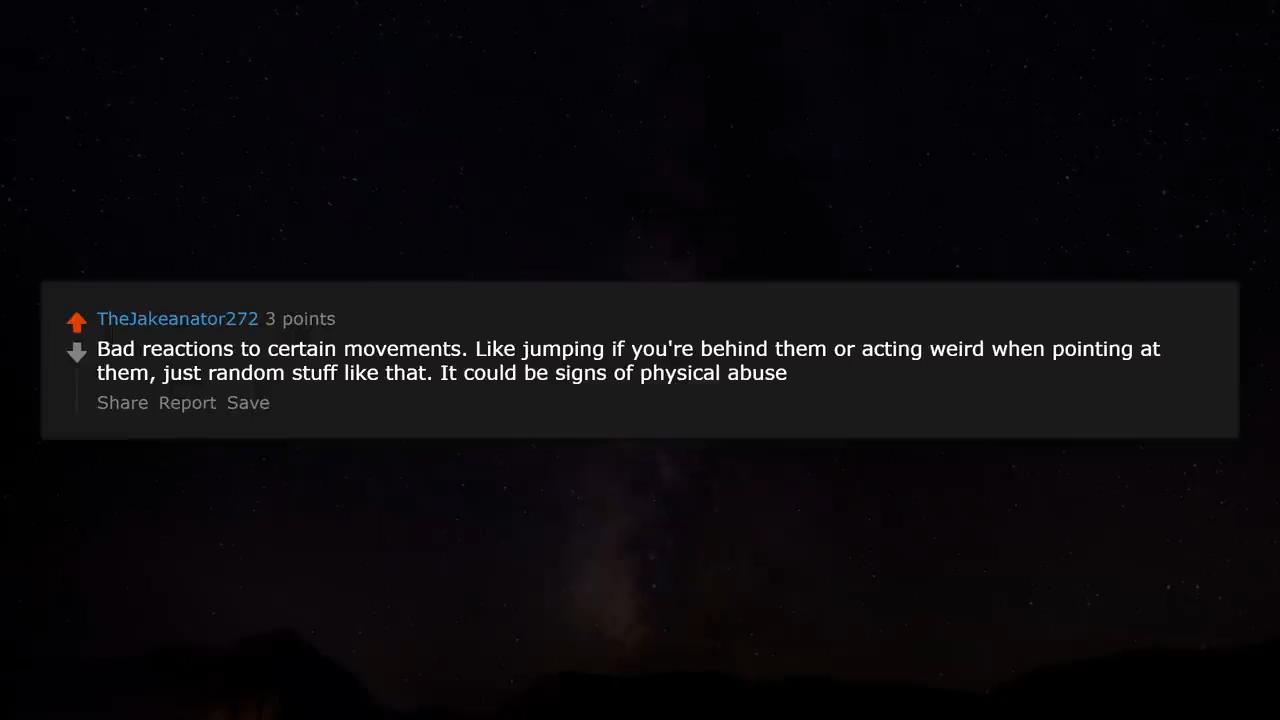 TheJakeanator272 3 points
Bad reactions to certain movements. Like jumping if you're behind them or acting weird when pointing at
them, just random stuff like that. It could be signs of physical abuse
Share Report Save